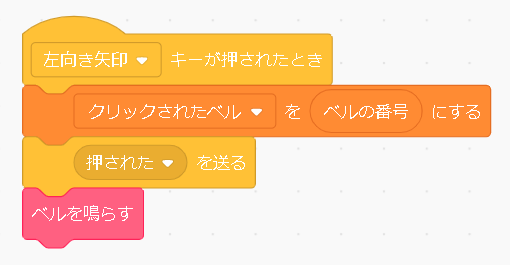 左向き矢印 キーが押されたとき
クリックされたベル を ベルの番号 にする
押された を送る
ベルを鳴らす